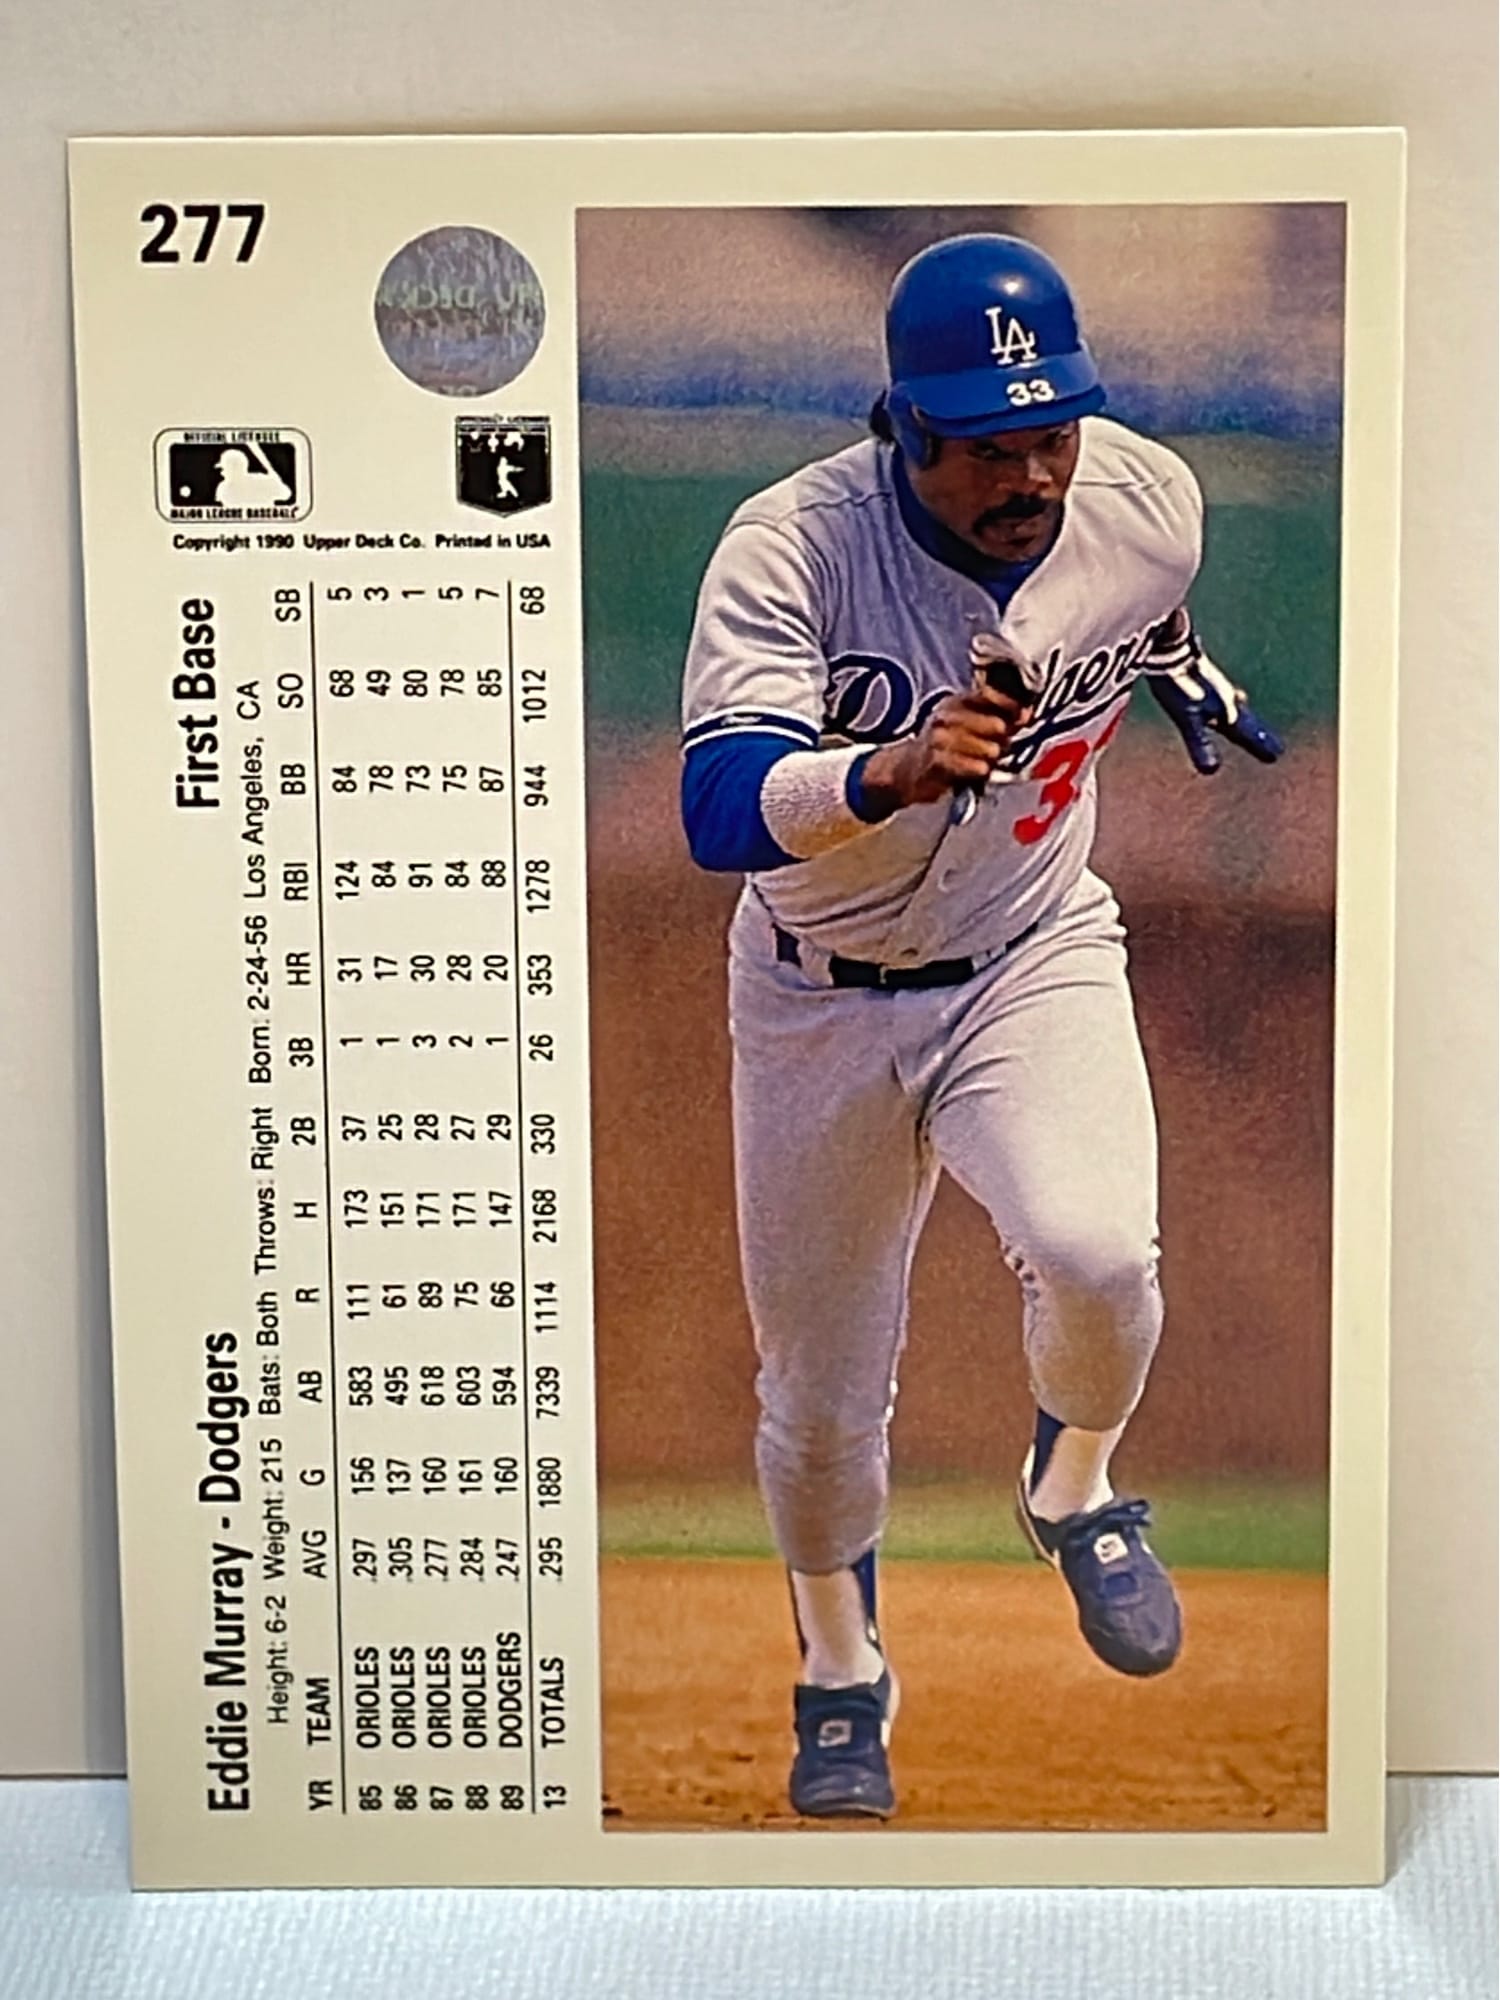 277
OFFICIAL LICENSEE
MAJOR LEAGUE BASEBALL
Copyright 1990 Upper Deck Co. Printed in USA
Eddie Murray - Dodgers First Base
Height: 6-2 Weight: 215 Bats: Both Throws: Right Born: 2-24-56 Los Angeles, CA
YR TEAM AVG G AB R H 2B 3B HR RBI BB SO SB
85 ORIOLES .297 156 583 111 173 37 1 31 124 84 68 5
86 ORIOLES .305 137 495 61 151 25 1 17 84 78 49 3
87 ORIOLES .277 160 618 89 171 28 3 30 91 73 80 1
88 ORIOLES .284 161 603 75 171 27 2 28 84 75 78 5
89 DODGERS .247 160 594 66 147 29 1 20 88 87 85 7
13 TOTALS .295 1880 7339 1114 2168 330 26 353 1278 944 1012 68
LA
33